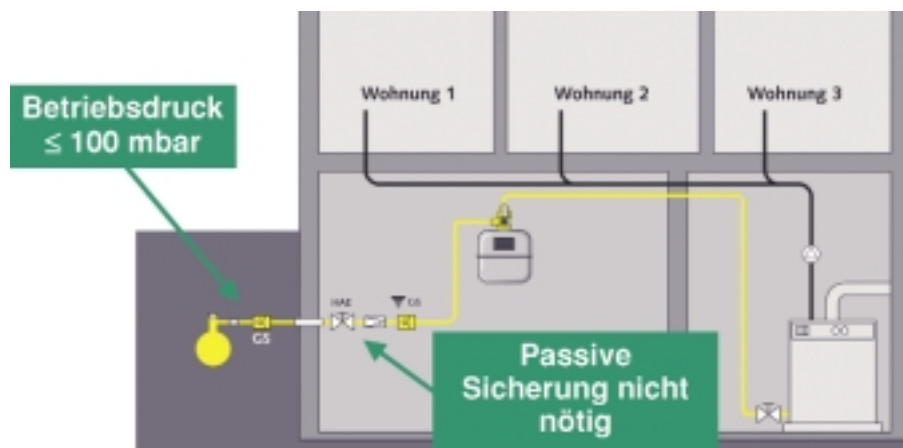 Wohnung 1
Wohnung 2
Wohnung 3
Betriebsdruck
≤ 100 mbar
HAE
GS
GS
Passive
Sicherung nicht
nötig